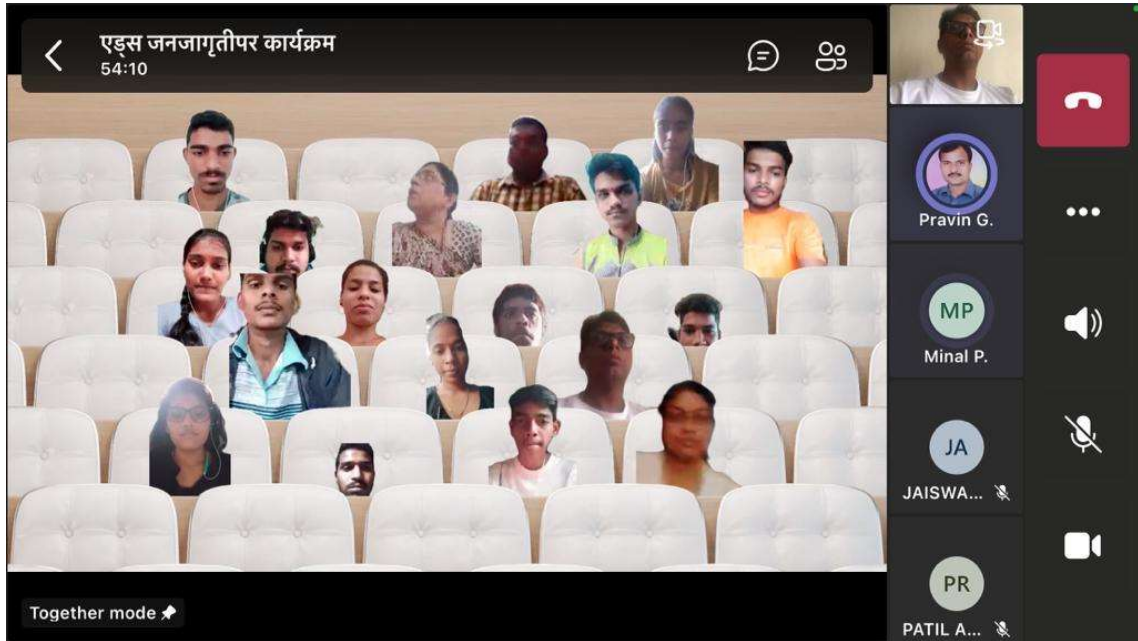 एड्स जनजागृतीपर कार्यक्रम
54:10
Pravin G.
MP
Minal P.
JA
JAISWA...
PR
PATIL A...
Together mode